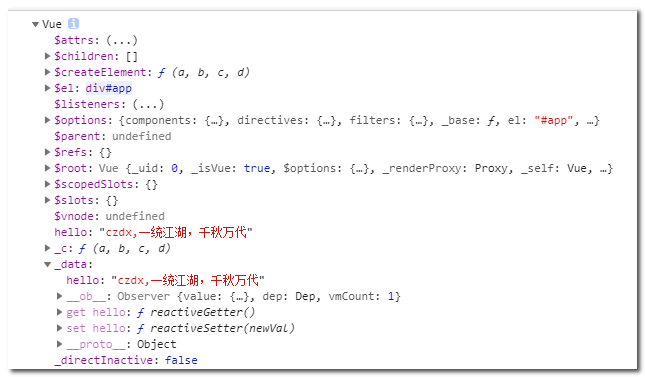 Vue i
$attrs: (...)
$children: []
$createElement: ƒ (a, b, c, d)
$el: div#app
$listeners: (...)
$options: {components: {…}, directives: {…}, filters: {…}, _base: ƒ, el: "#app", …}
$parent: undefined
$refs: {}
$root: Vue {_uid: 0, _isVue: true, $options: {…}, _renderProxy: Proxy, _self: Vue, …}
$scopedSlots: {}
$slots: {}
$vnode: undefined
hello: "czdx,一统江湖，千秋万代"
_c: ƒ (a, b, c, d)
_data:
hello: "czdx,一统江湖，千秋万代"
__ob__: Observer {value: {…}, dep: Dep, vmCount: 1}
get hello: ƒ reactiveGetter()
set hello: ƒ reactiveSetter(newVal)
__proto__: Object
_directInactive: false